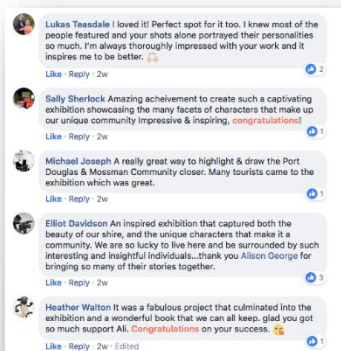 Lukas Teasdale I loved it! Perfect spot for it too. I knew most of the
people featured and your shots alone portrayed their personalities
so much. I'm always thoroughly impressed with your work and it
inspires me to be better.
Like · Reply · 2w
2
Sally Sherlock Amazing acheivement to create such a captivating
exhibition showcasing the many facets of characters that make up
our unique community Impressive & inspiring, congratulations!
Like · Reply · 2w
1
Michael Joseph A really great way to highlight & draw the Port
Douglas & Mossman Community closer. Many tourists came to the
exhibition which was great.
Like · Reply · 2w
1
Elliot Davidson An inspired exhibition that captured both the
beauty of our shire, and the unique characters that make it a
community. We are so lucky to live here and be surrounded by such
interesting and insightful individuals...thank you Alison George for
bringing so many of their stories together.
Like · Reply · 2w
3
Heather Walton It was a fabulous project that culminated into the
exhibition and a wonderful book that we can all keep. glad you got
so much support Ali. Congratulations on your success.
Like · Reply · 2w · Edited
1